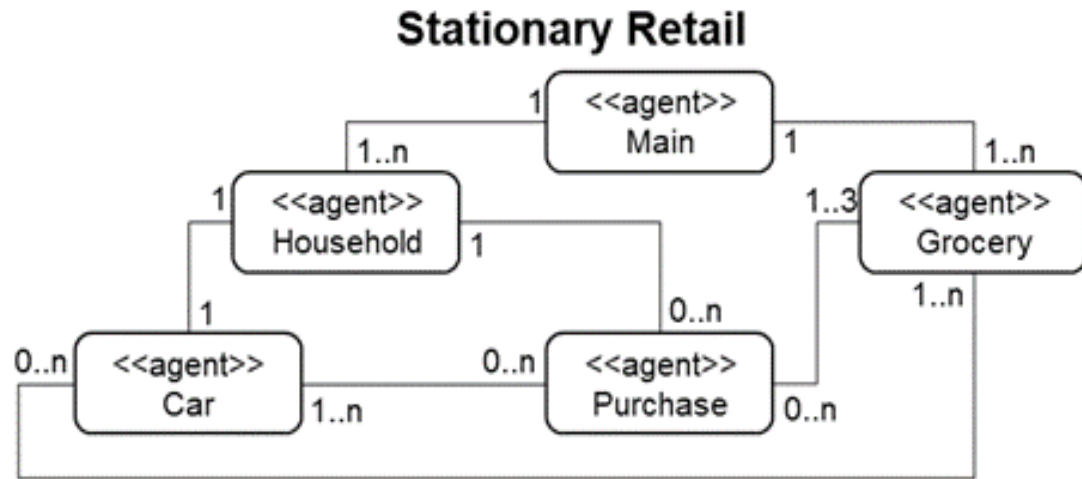 Stationary Retail
1
<<agent>>
Main
1
1..n
1..n
1
<<agent>>
Household
1
1..3
<<agent>>
Grocery
1..n
1
0..n
0..n
<<agent>>
Car
1..n
0..n
<<agent>>
Purchase
0..n